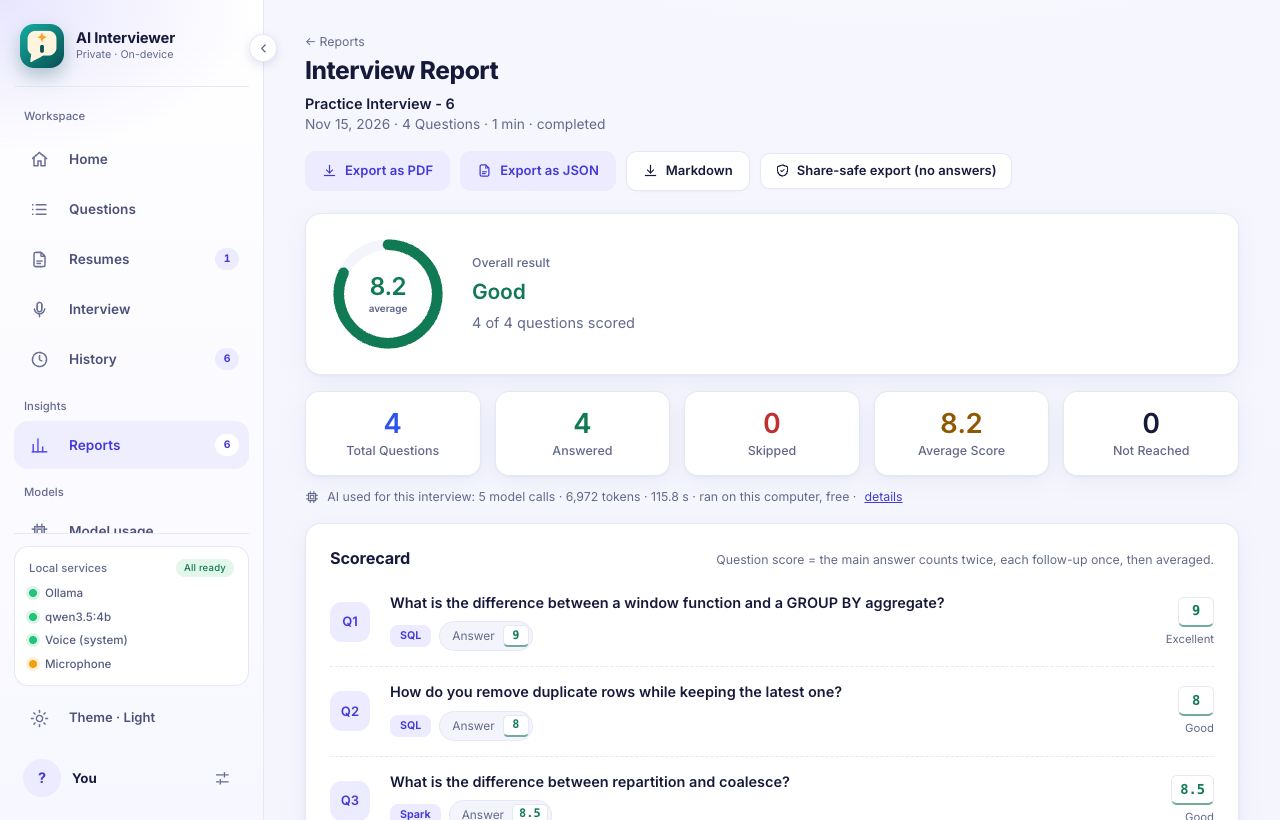 AI Interviewer
Private · On-device
Workspace
Home
Questions
Resumes 1
Interview
History 6
Insights
Reports 6
Models
Model usage
Local services All ready
Ollama
qwen3.5:4b
Voice (system)
Microphone
Theme · Light
? You
← Reports
Interview Report
Practice Interview - 6
Nov 15, 2026 · 4 Questions · 1 min · completed
Export as PDF Export as JSON Markdown Share-safe export (no answers)
8.2
average
Overall result
Good
4 of 4 questions scored
4 4 0 8.2 0
Total Questions Answered Skipped Average Score Not Reached
AI used for this interview: 5 model calls · 6,972 tokens · 115.8 s · ran on this computer, free · details
Scorecard Question score = the main answer counts twice, each follow-up once, then averaged.
Q1 What is the difference between a window function and a GROUP BY aggregate? 9
SQL Answer 9 Excellent
Q2 How do you remove duplicate rows while keeping the latest one? 8
SQL Answer 8 Good
Q3 What is the difference between repartition and coalesce? 8.5
Spark Answer 8.5 Good